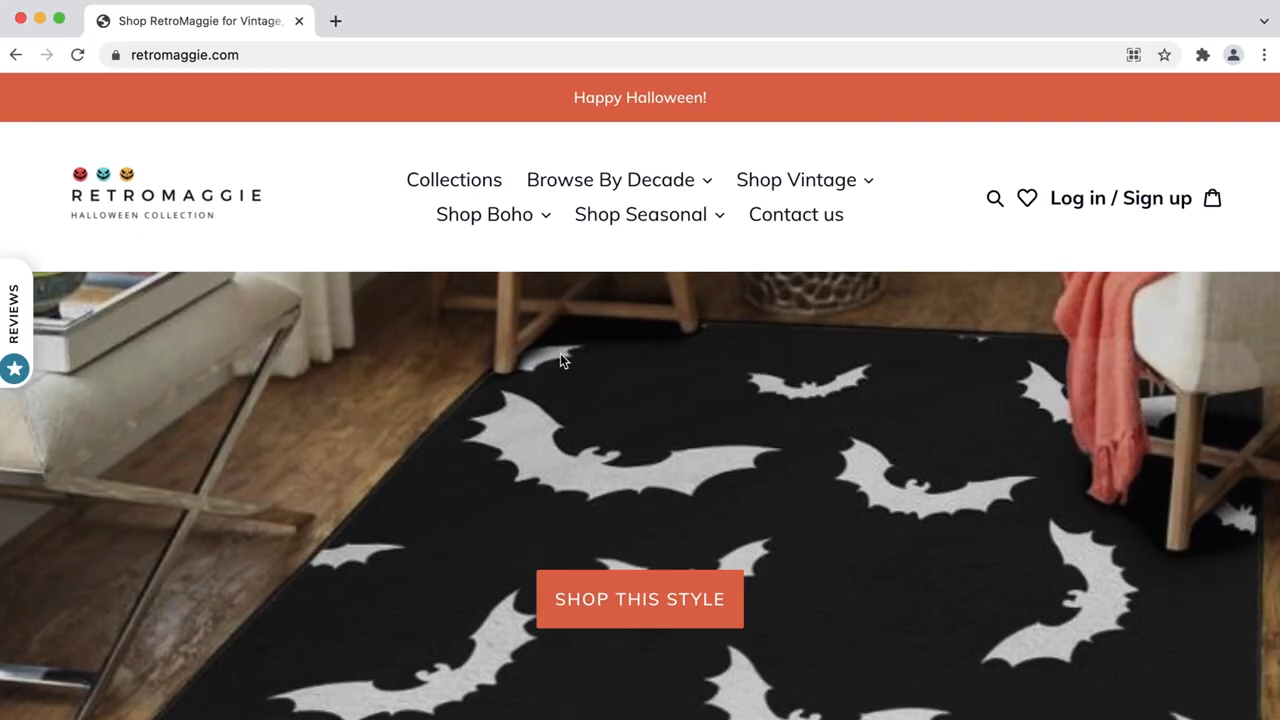 Shop RetroMaggie for Vintage,
retromaggie.com
Happy Halloween!
RETROMAGGIE
HALLOWEEN COLLECTION
Collections Browse By Decade Shop Vintage
Shop Boho Shop Seasonal Contact us
Log in / Sign up
REVIEWS
SHOP THIS STYLE